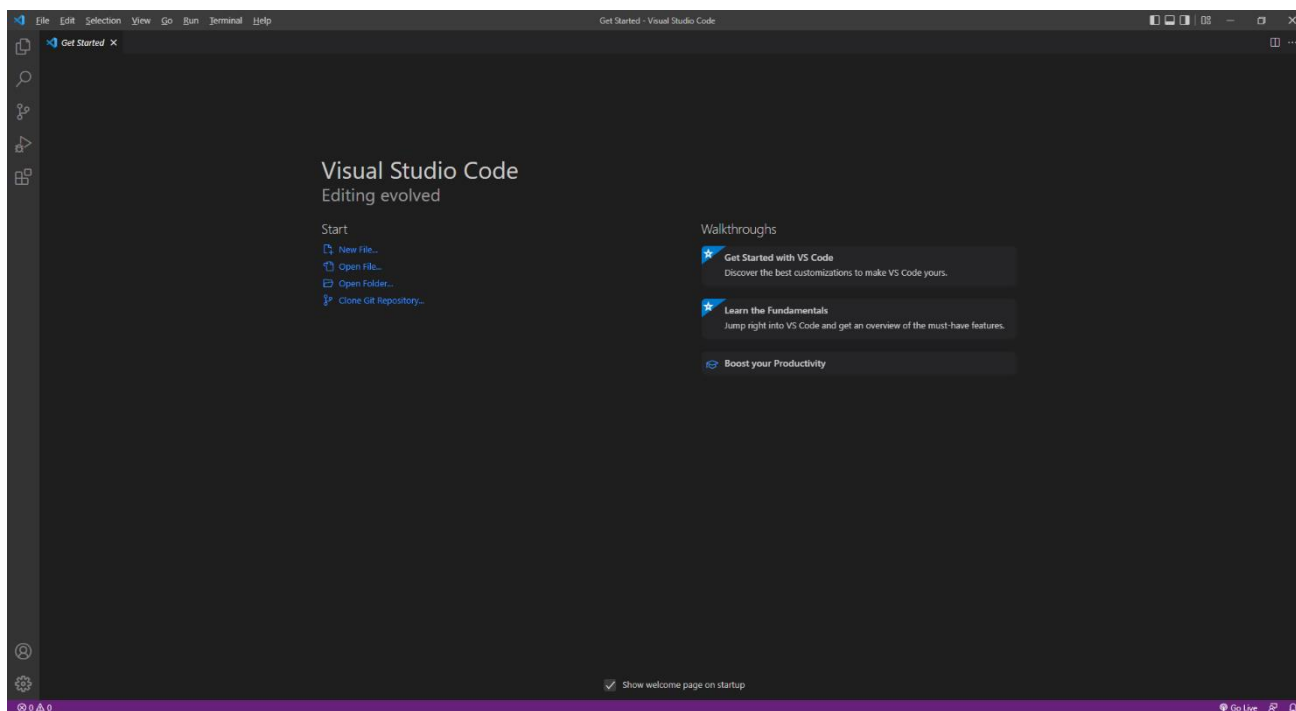 File Edit Selection View Go Run Terminal Help
Get Started - Visual Studio Code
Get Started
Visual Studio Code
Editing evolved
Start
New File...
Open File...
Open Folder...
Clone Git Repository...
Walkthroughs
Get Started with VS Code
Discover the best customizations to make VS Code yours.
Learn the Fundamentals
Jump right into VS Code and get an overview of the must-have features.
Boost your Productivity
Show welcome page on startup
0 0
Go Live